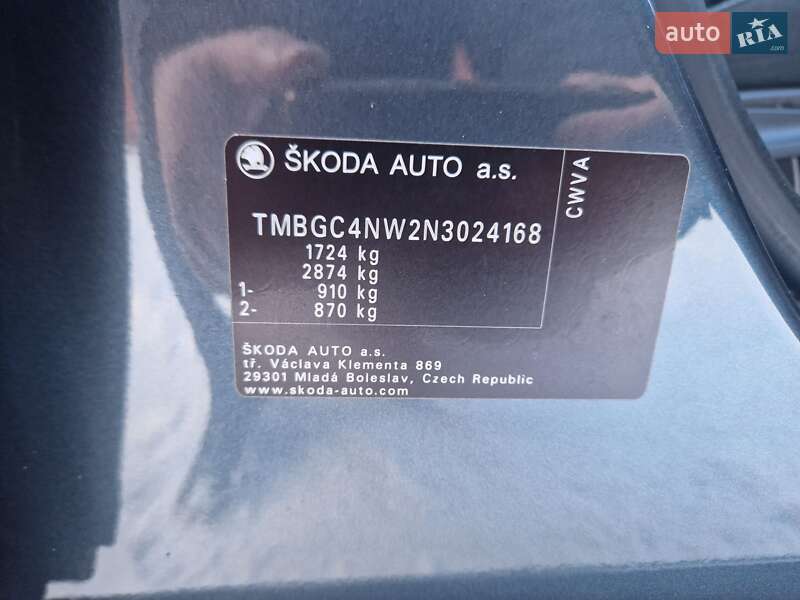 auto RIA .com
ŠKODA AUTO a.s.
CWVA
TMBGC4NW2N3024168
1724 kg
2874 kg
1- 910 kg
2- 870 kg
ŠKODA AUTO a.s.
tř. Václava Klementa 869
29301 Mladá Boleslav, Czech Republic
www.skoda-auto.com